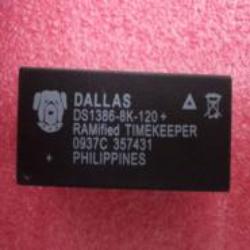 DALLAS
DS1386-8K-120+
RAMified TIMEKEEPER
0937C 357431
+ PHILIPPINES